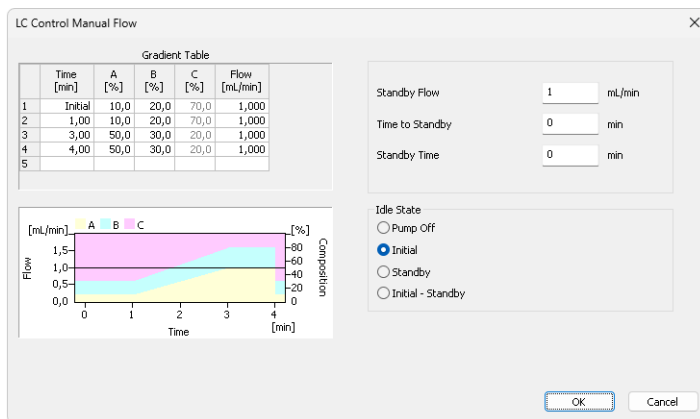 LC Control Manual Flow
Gradient Table
Time [min] A [%] B [%] C [%] Flow [mL/min]
1 Initial 10,0 20,0 70,0 1,000
2 1,00 10,0 20,0 70,0 1,000
3 3,00 50,0 30,0 20,0 1,000
4 4,00 50,0 30,0 20,0 1,000
5
Standby Flow 1 mL/min
Time to Standby 0 min
Standby Time 0 min
[mL/min] A B C [%]
1,5 80
1,0 60
40
0,5 20
0,0 0
Flow
Composition
0 1 2 3 4
Time [min]
Idle State
Pump Off
Initial
Standby
Initial - Standby
OK Cancel